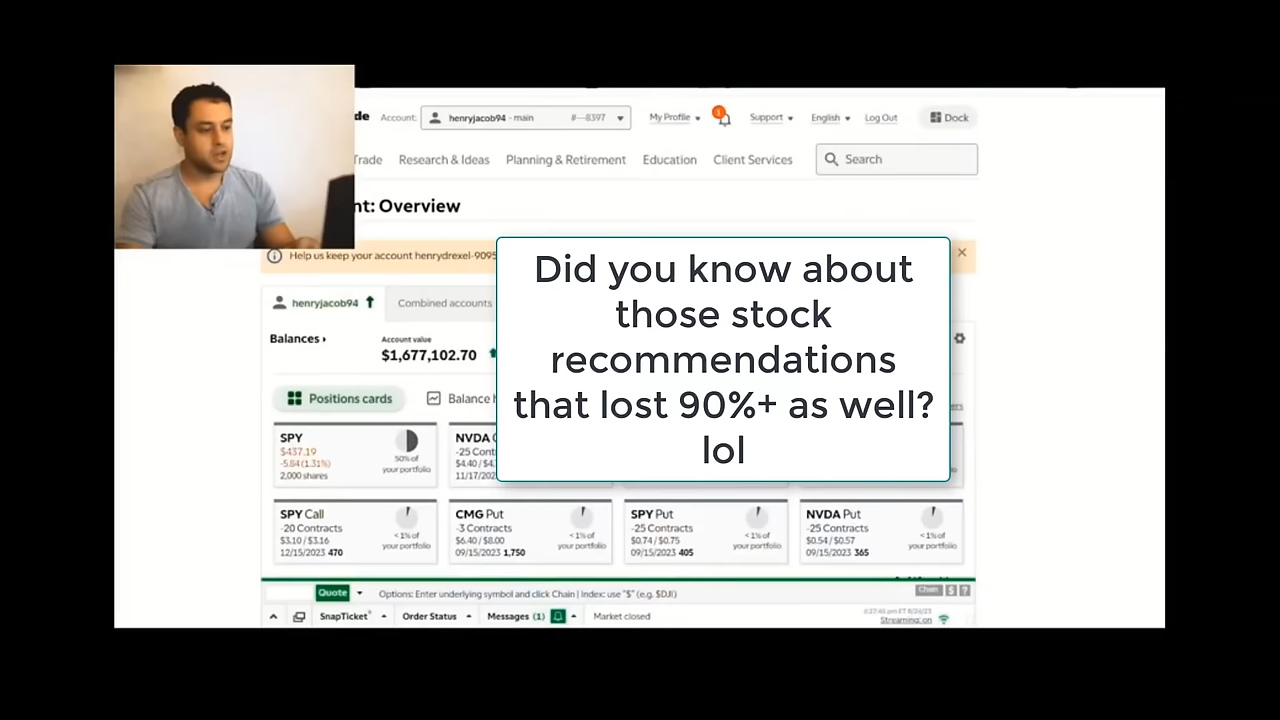 de Account: henryjacob94 - main #---8397 My Profile 1 Support English Log Out Dock
Trade Research & Ideas Planning & Retirement Education Client Services Search
nt: Overview
Help us keep your account henrydrexel-9095
henryjacob94 Combined accounts
Balances Account value
$1,677,102.70
Positions cards Balance h
Did you know about
those stock
recommendations
that lost 90%+ as well?
lol
SPY
$437.19
-5.84 (1.31%)
2,000 shares
50% of
your portfolio
NVDA
-25 Cont
$4.40 / $4.
11/17/202
SPY Call
-20 Contracts
$3.10 / $3.16
12/15/2023 470
<1% of
your portfolio
CMG Put
-3 Contracts
$6.40 / $8.00
09/15/2023 1,750
<1% of
your portfolio
SPY Put
-25 Contracts
$0.74 / $0.75
09/15/2023 405
<1% of
your portfolio
NVDA Put
-25 Contracts
$0.54 / $0.57
09/15/2023 365
<1% of
your portfolio
Quote Options: Enter underlying symbol and click Chain | Index: use "$" (e.g. $DJI) Chain $ ?
SnapTicket Order Status Messages (1) Market closed
Streaming: on